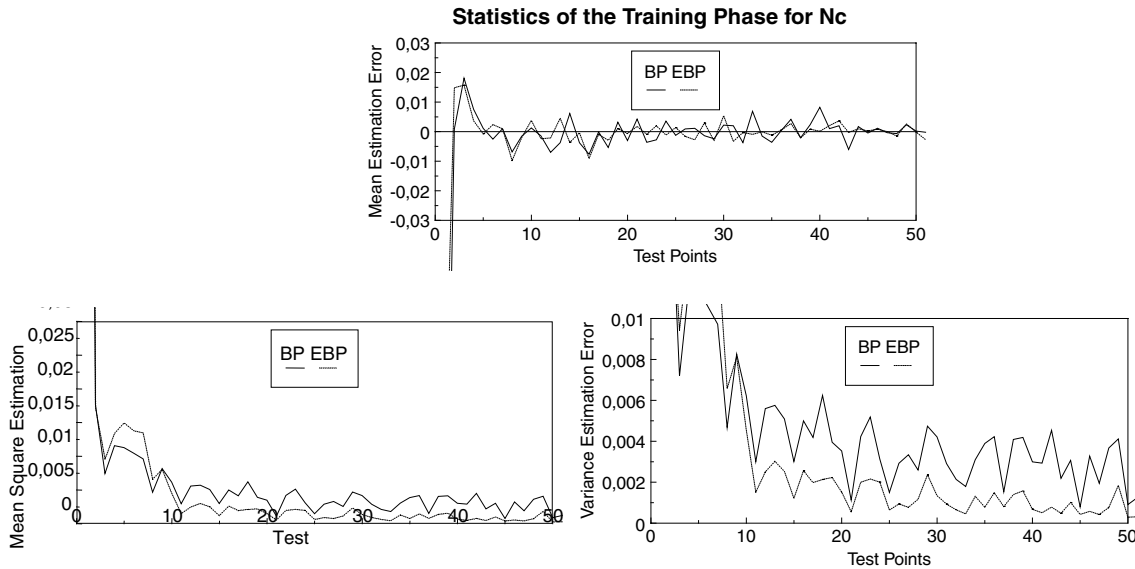 Statistics of the Training Phase for Nc
Mean Estimation Error
0,03
0,02
0,01
0
-0,01
-0,02
-0,03
BP EBP
0 10 20 30 40 50
Test Points
Mean Square Estimation
0,025
0,02
0,015
0,01
0,005
0
BP EBP
0 10 20 30 40 50
Test
Variance Estimation Error
0,01
0,008
0,006
0,004
0,002
0
BP EBP
0 10 20 30 40 50
Test Points